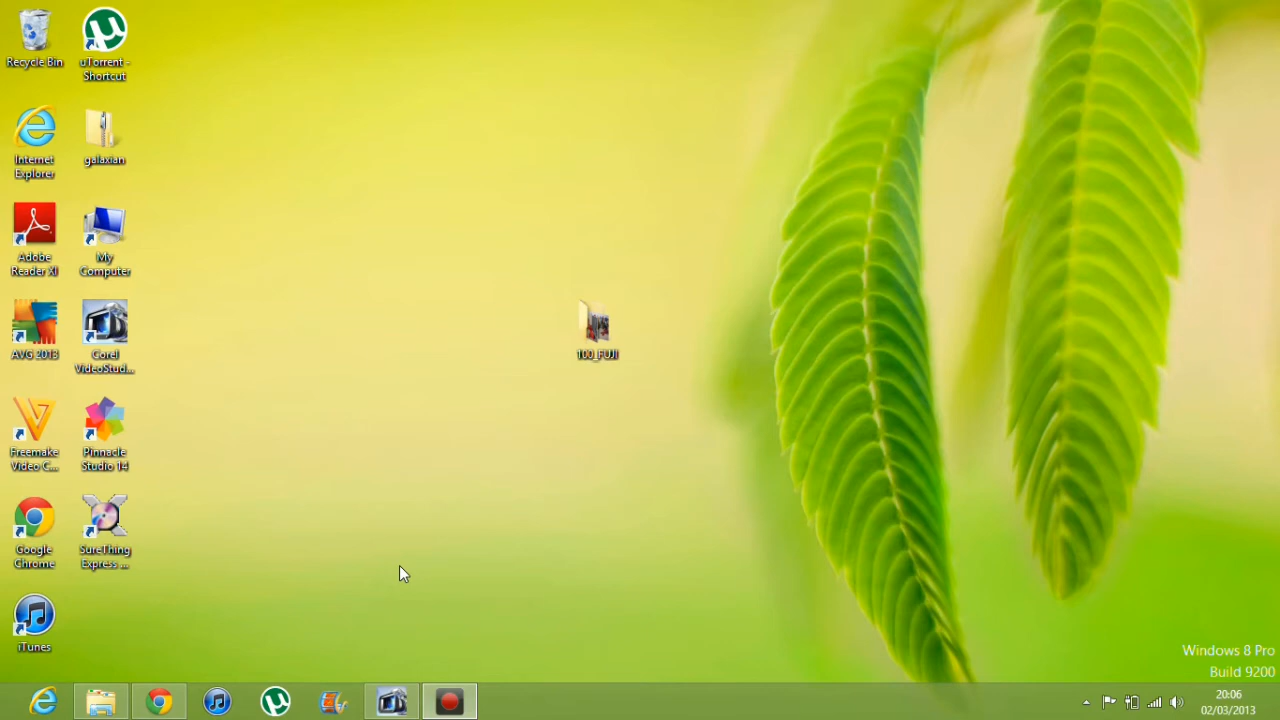 Recycle Bin
uTorrent -
Shortcut
Internet
Explorer
galaxian
Adobe
Reader XI
My
Computer
AVG 2013
Corel
VideoStud...
100_FUJI
Freemake
Video C...
Pinnacle
Studio 14
Google
Chrome
SureThing
Express ...
iTunes
Windows 8 Pro
Build 9200
20:06
02/03/2013